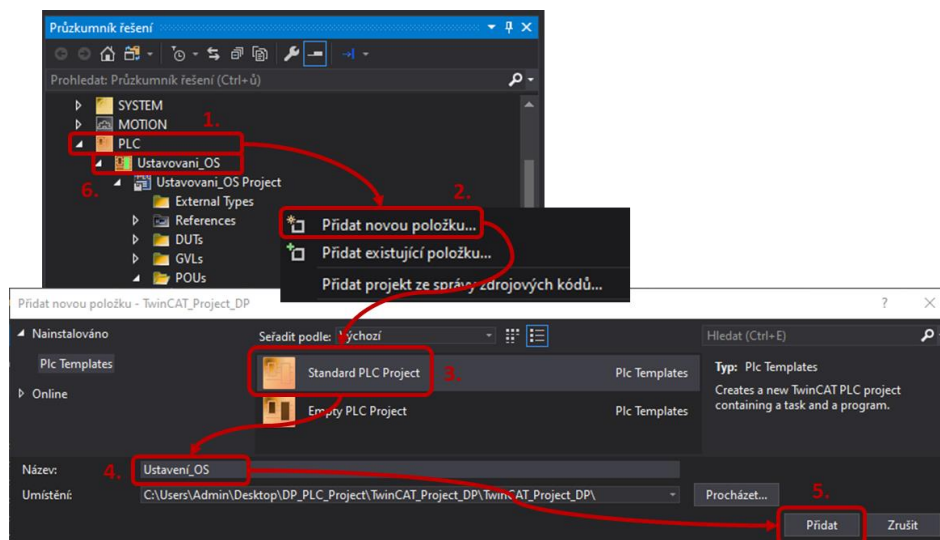 Průzkumník řešení
Prohledat: Průzkumník řešení (Ctrl+ů)
SYSTEM
MOTION
1.
PLC
Ustavovani_OS
6.
Ustavovani_OS Project
2.
External Types
References
DUTs
GVLs
POUs
Přidat novou položku...
Přidat existující položku...
Přidat projekt ze správy zdrojových kódů...
Přidat novou položku - TwinCAT_Project_DP
? 
Nainstalováno
Plc Templates
Online
Seřadit podle: Výchozí
Hledat (Ctrl+E)
Standard PLC Project
3.
Plc Templates
Empty PLC Project
Plc Templates
Typ: Plc Templates
Creates a new TwinCAT PLC project
containing a task and a program.
Název:
4.
Ustavení_OS
Umístění:
C:\Users\Admin\Desktop\DP_PLC_Project\TwinCAT_Project_DP\TwinCAT_Project_DP\
Procházet...
5.
Přidat
Zrušit